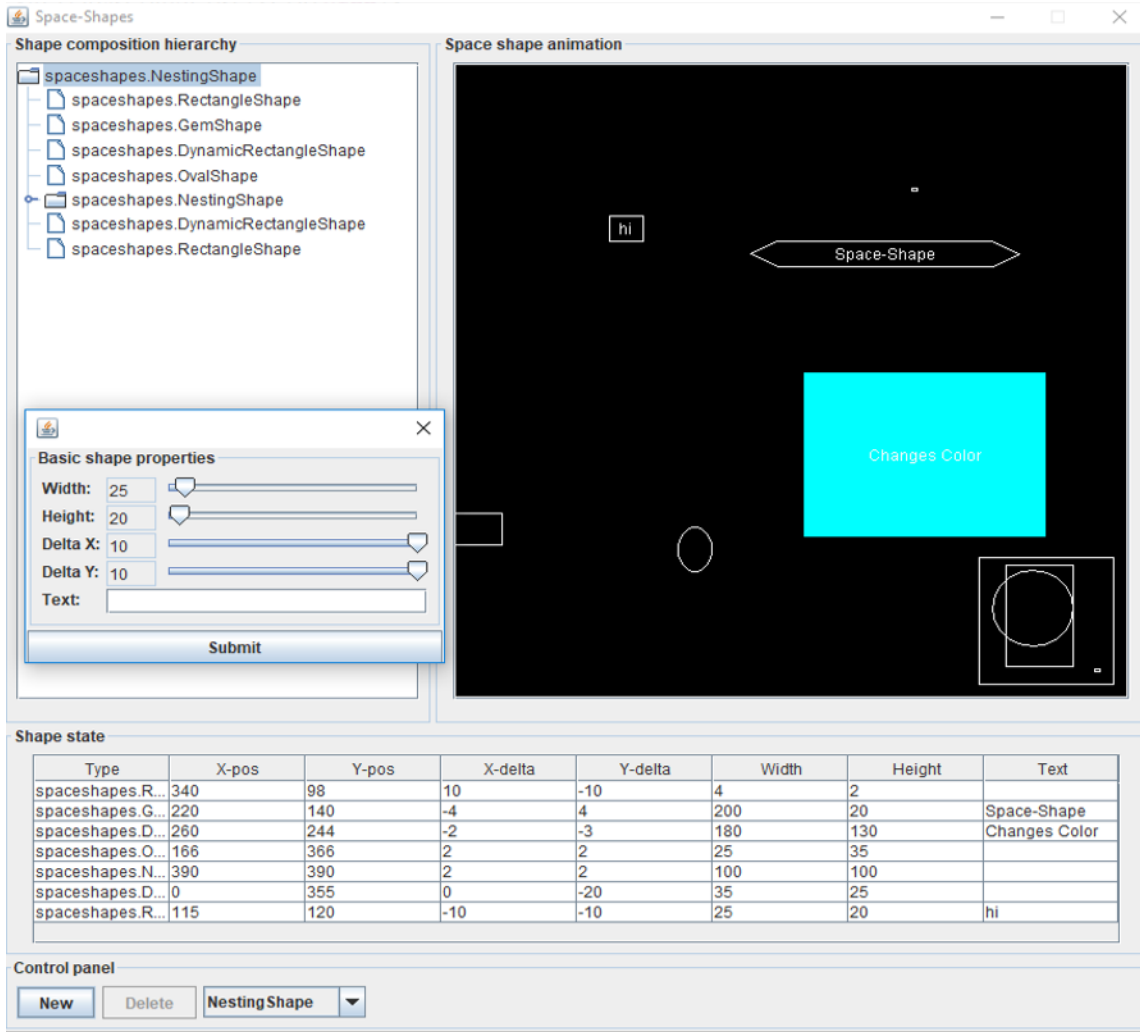 Space-Shapes
Shape composition hierarchy
spaceshapes.NestingShape
spaceshapes.RectangleShape
spaceshapes.GemShape
spaceshapes.DynamicRectangleShape
spaceshapes.OvalShape
spaceshapes.NestingShape
spaceshapes.DynamicRectangleShape
spaceshapes.RectangleShape
Space shape animation
hi
Space-Shape
Changes Color
Basic shape properties
Width: 25
Height: 20
Delta X: 10
Delta Y: 10
Text:
Submit
Shape state
Type X-pos Y-pos X-delta Y-delta Width Height Text
spaceshapes.R... 340 98 10 -10 4 2
spaceshapes.G... 220 140 -4 4 200 20 Space-Shape
spaceshapes.D... 260 244 -2 -3 180 130 Changes Color
spaceshapes.O... 166 366 2 2 25 35
spaceshapes.N... 390 390 2 2 100 100
spaceshapes.D... 0 355 0 -20 35 25
spaceshapes.R... 115 120 -10 -10 25 20 hi
Control panel
New Delete NestingShape